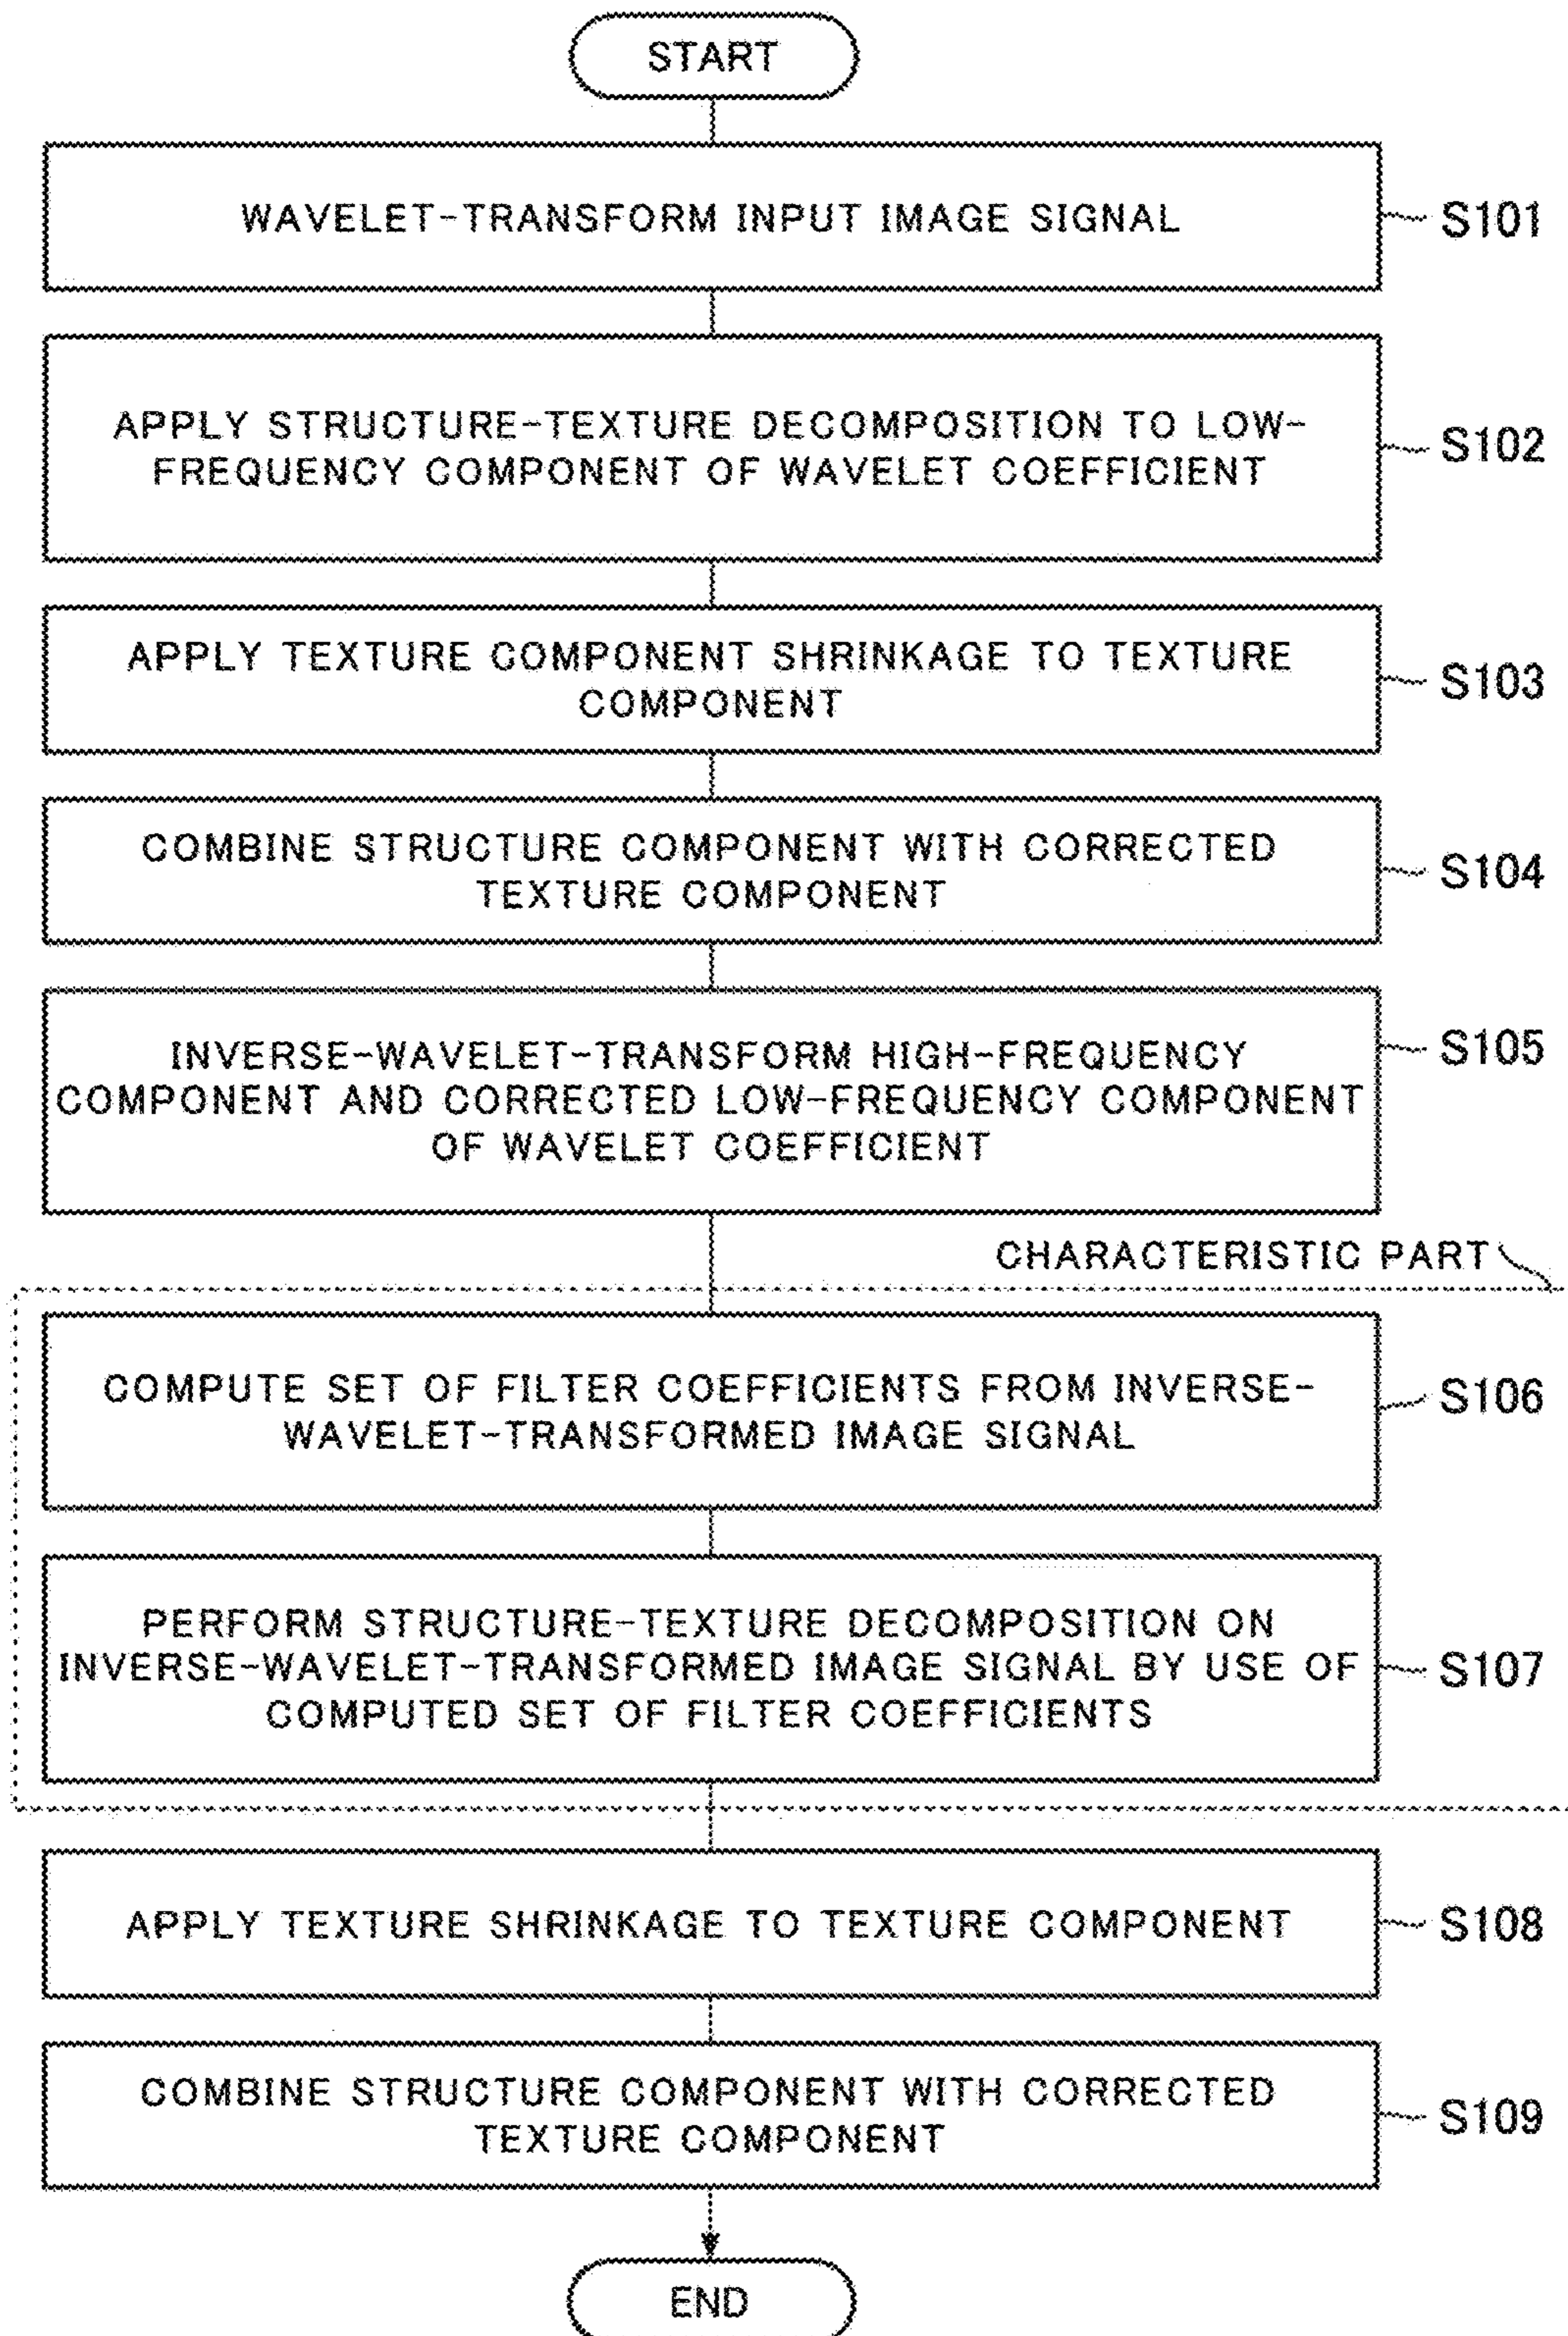 START
WAVELET-TRANSFORM INPUT IMAGE SIGNAL
S101
APPLY STRUCTURE-TEXTURE DECOMPOSITION TO LOW-
FREQUENCY COMPONENT OF WAVELET COEFFICIENT
S102
APPLY TEXTURE COMPONENT SHRINKAGE TO TEXTURE
COMPONENT
S103
COMBINE STRUCTURE COMPONENT WITH CORRECTED
TEXTURE COMPONENT
S104
INVERSE-WAVELET-TRANSFORM HIGH-FREQUENCY
COMPONENT AND CORRECTED LOW-FREQUENCY COMPONENT
OF WAVELET COEFFICIENT
S105
CHARACTERISTIC PART
COMPUTE SET OF FILTER COEFFICIENTS FROM INVERSE-
WAVELET-TRANSFORMED IMAGE SIGNAL
S106
PERFORM STRUCTURE-TEXTURE DECOMPOSITION ON
INVERSE-WAVELET-TRANSFORMED IMAGE SIGNAL BY USE OF
COMPUTED SET OF FILTER COEFFICIENTS
S107
APPLY TEXTURE SHRINKAGE TO TEXTURE COMPONENT
S108
COMBINE STRUCTURE COMPONENT WITH CORRECTED
TEXTURE COMPONENT
S109
END